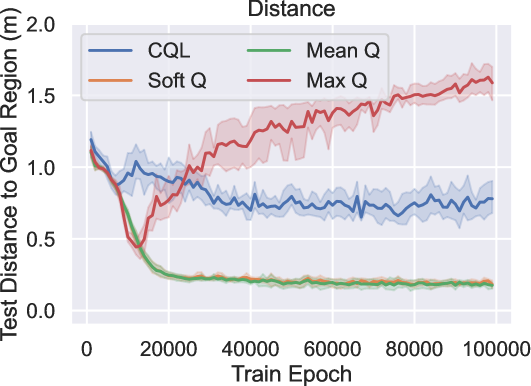 Distance
Test Distance to Goal Region (m)
2.0
1.5
1.0
0.5
0.0
CQL
Mean Q
Soft Q
Max Q
0
20000
40000
60000
80000
100000
Train Epoch